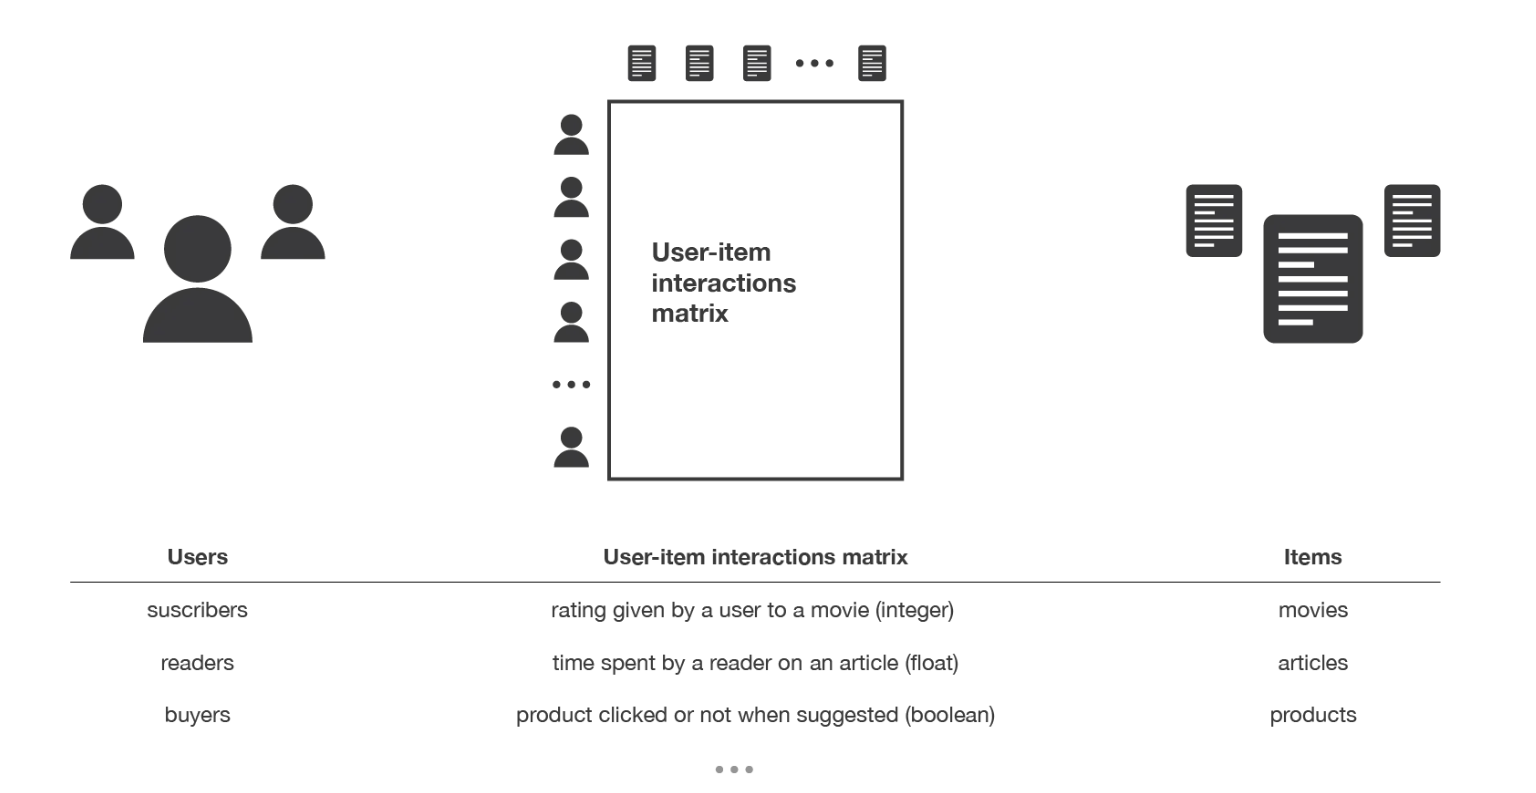 User-item
interactions
matrix
Users User-item interactions matrix Items
suscribers rating given by a user to a movie (integer) movies
readers time spent by a reader on an article (float) articles
buyers product clicked or not when suggested (boolean) products